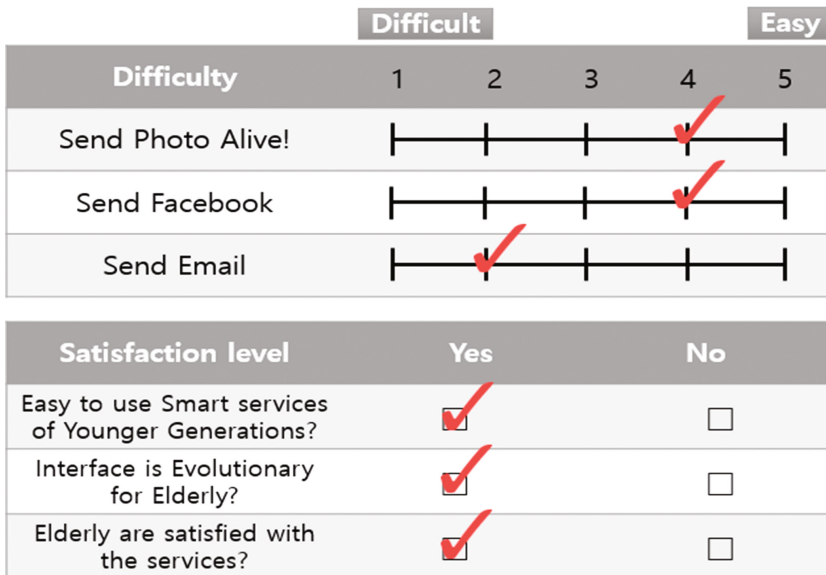 Difficult Easy
Difficulty 1 2 3 4 5
Send Photo Alive!
Send Facebook
Send Email
Satisfaction level Yes No
Easy to use Smart services
of Younger Generations?
Interface is Evolutionary
for Elderly?
Elderly are satisfied with
the services?